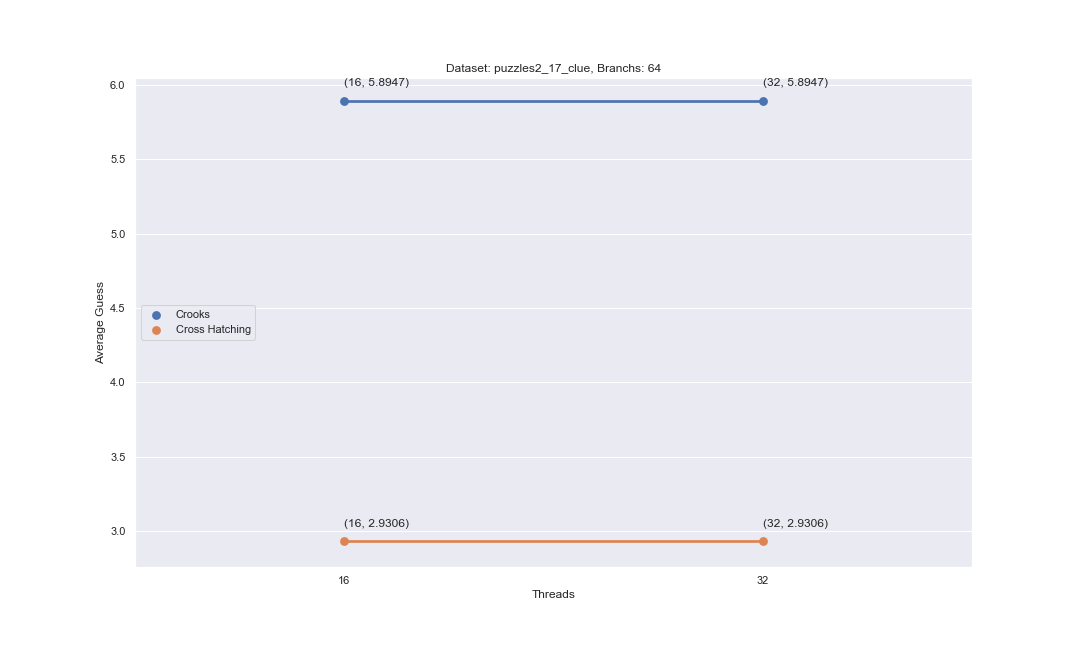 Dataset: puzzles2_17_clue, Branchs: 64
(16, 5.8947)
(32, 5.8947)
6.0
5.5
5.0
4.5
4.0
3.5
3.0
Average Guess
Crooks
Cross Hatching
(16, 2.9306)
(32, 2.9306)
16
32
Threads